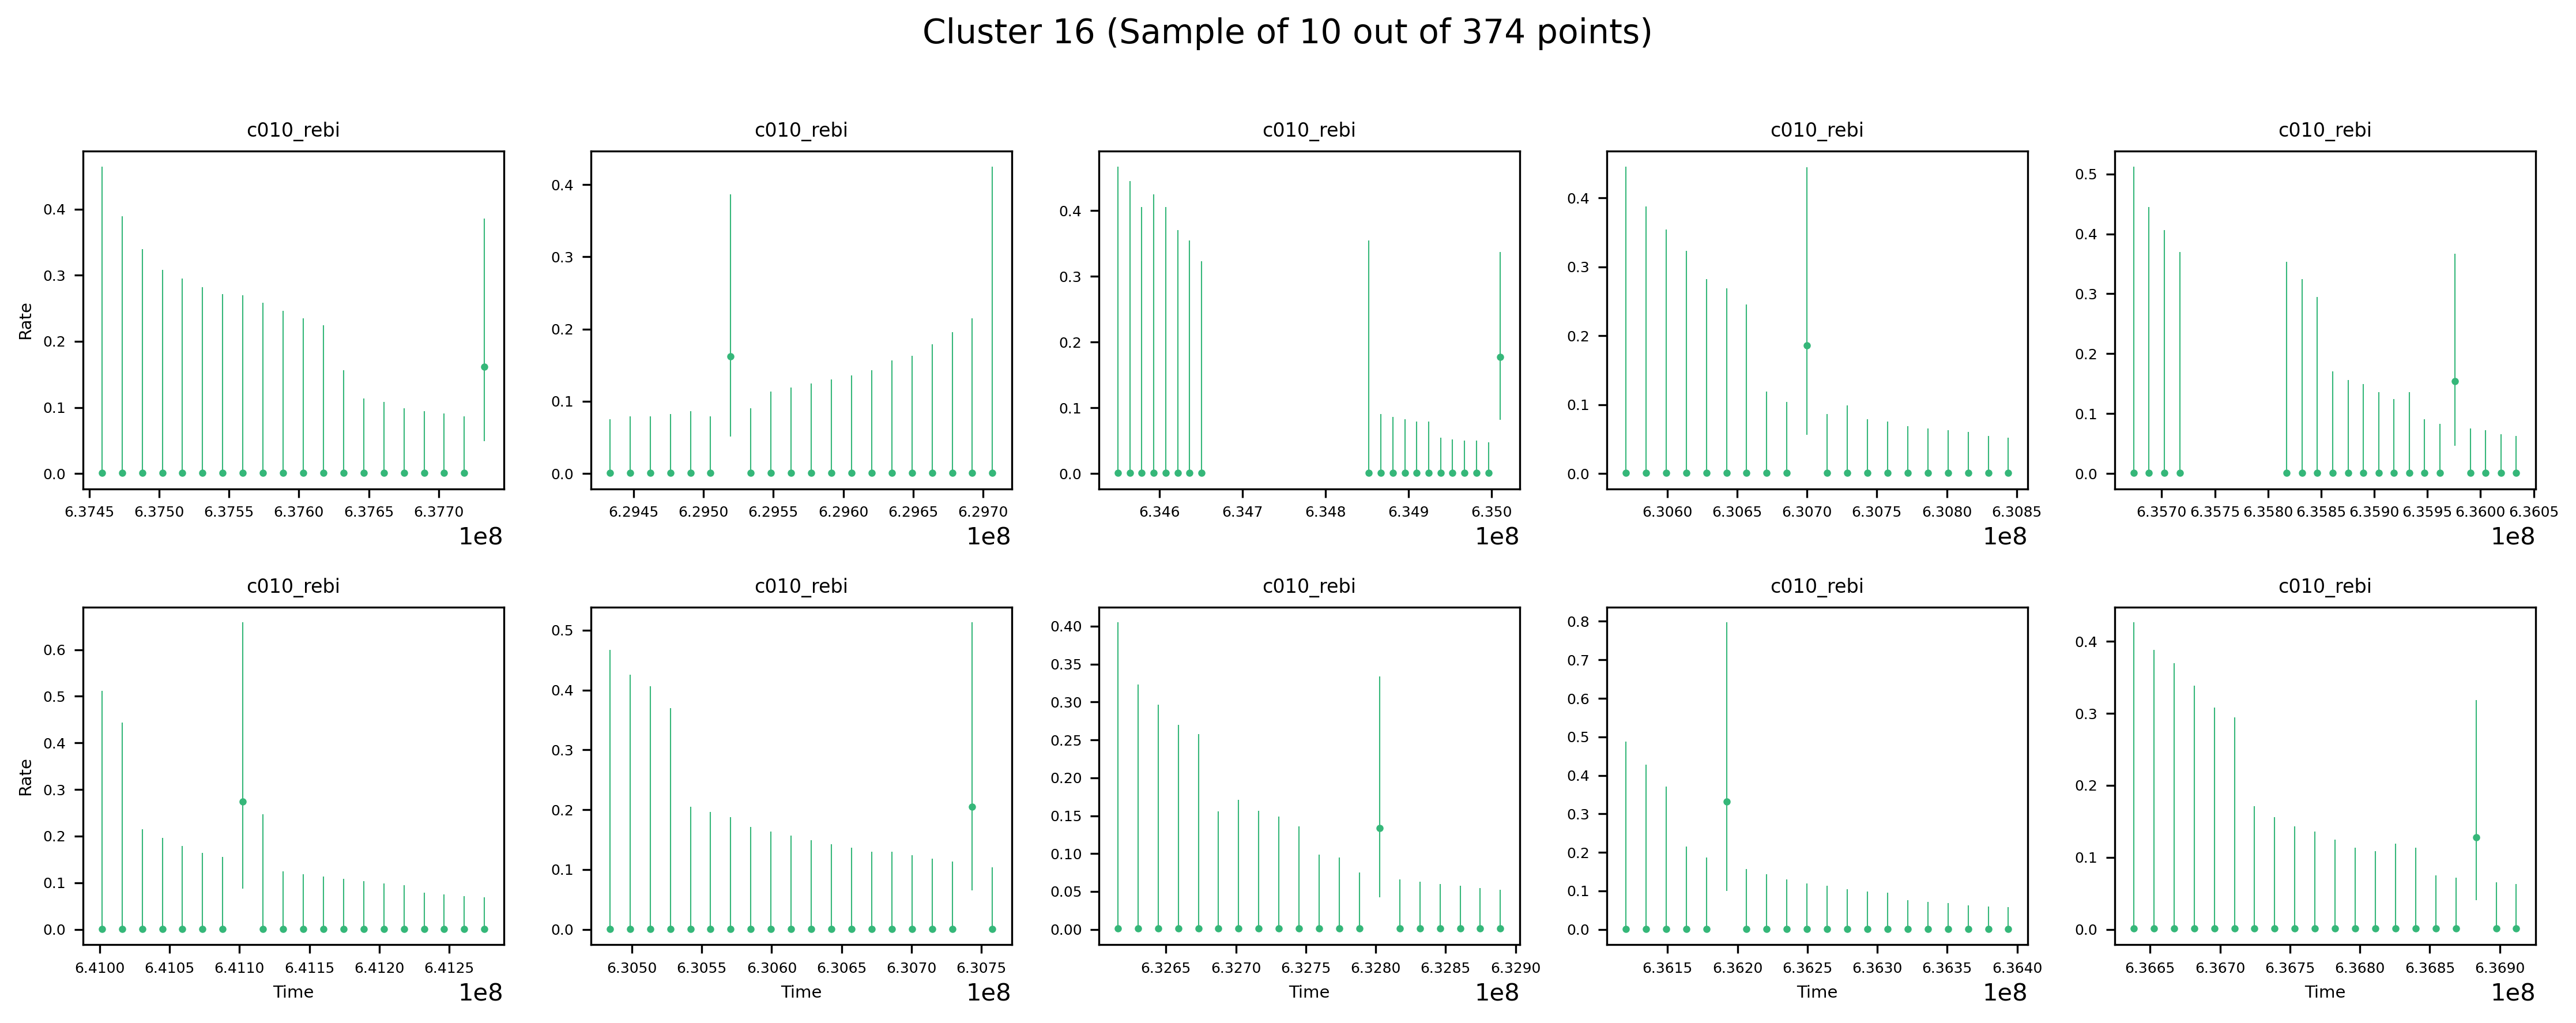 Cluster 16 (Sample of 10 out of 374 points)
c010_rebi c010_rebi c010_rebi c010_rebi c010_rebi
Rate
0.4 0.3 0.2 0.1 0.0
0.4 0.3 0.2 0.1 0.0
0.4 0.3 0.2 0.1 0.0
0.4 0.3 0.2 0.1 0.0
0.5 0.4 0.3 0.2 0.1 0.0
6.3745 6.3750 6.3755 6.3760 6.3765 6.3770
6.2945 6.2950 6.2955 6.2960 6.2965 6.2970
6.346 6.347 6.348 6.349 6.350
6.3060 6.3065 6.3070 6.3075 6.3080 6.3085
6.3570 6.3575 6.3580 6.3585 6.3590 6.3595 6.3600 6.3605
1e8 1e8 1e8 1e8 1e8
c010_rebi c010_rebi c010_rebi c010_rebi c010_rebi
Rate
0.6 0.5 0.4 0.3 0.2 0.1 0.0
0.5 0.4 0.3 0.2 0.1 0.0
0.40 0.35 0.30 0.25 0.20 0.15 0.10 0.05 0.00
0.8 0.7 0.6 0.5 0.4 0.3 0.2 0.1 0.0
0.4 0.3 0.2 0.1 0.0
6.4100 6.4105 6.4110 6.4115 6.4120 6.4125
6.3050 6.3055 6.3060 6.3065 6.3070 6.3075
6.3265 6.3270 6.3275 6.3280 6.3285 6.3290
6.3615 6.3620 6.3625 6.3630 6.3635 6.3640
6.3665 6.3670 6.3675 6.3680 6.3685 6.3690
Time 1e8 Time 1e8 Time 1e8 Time 1e8 Time 1e8